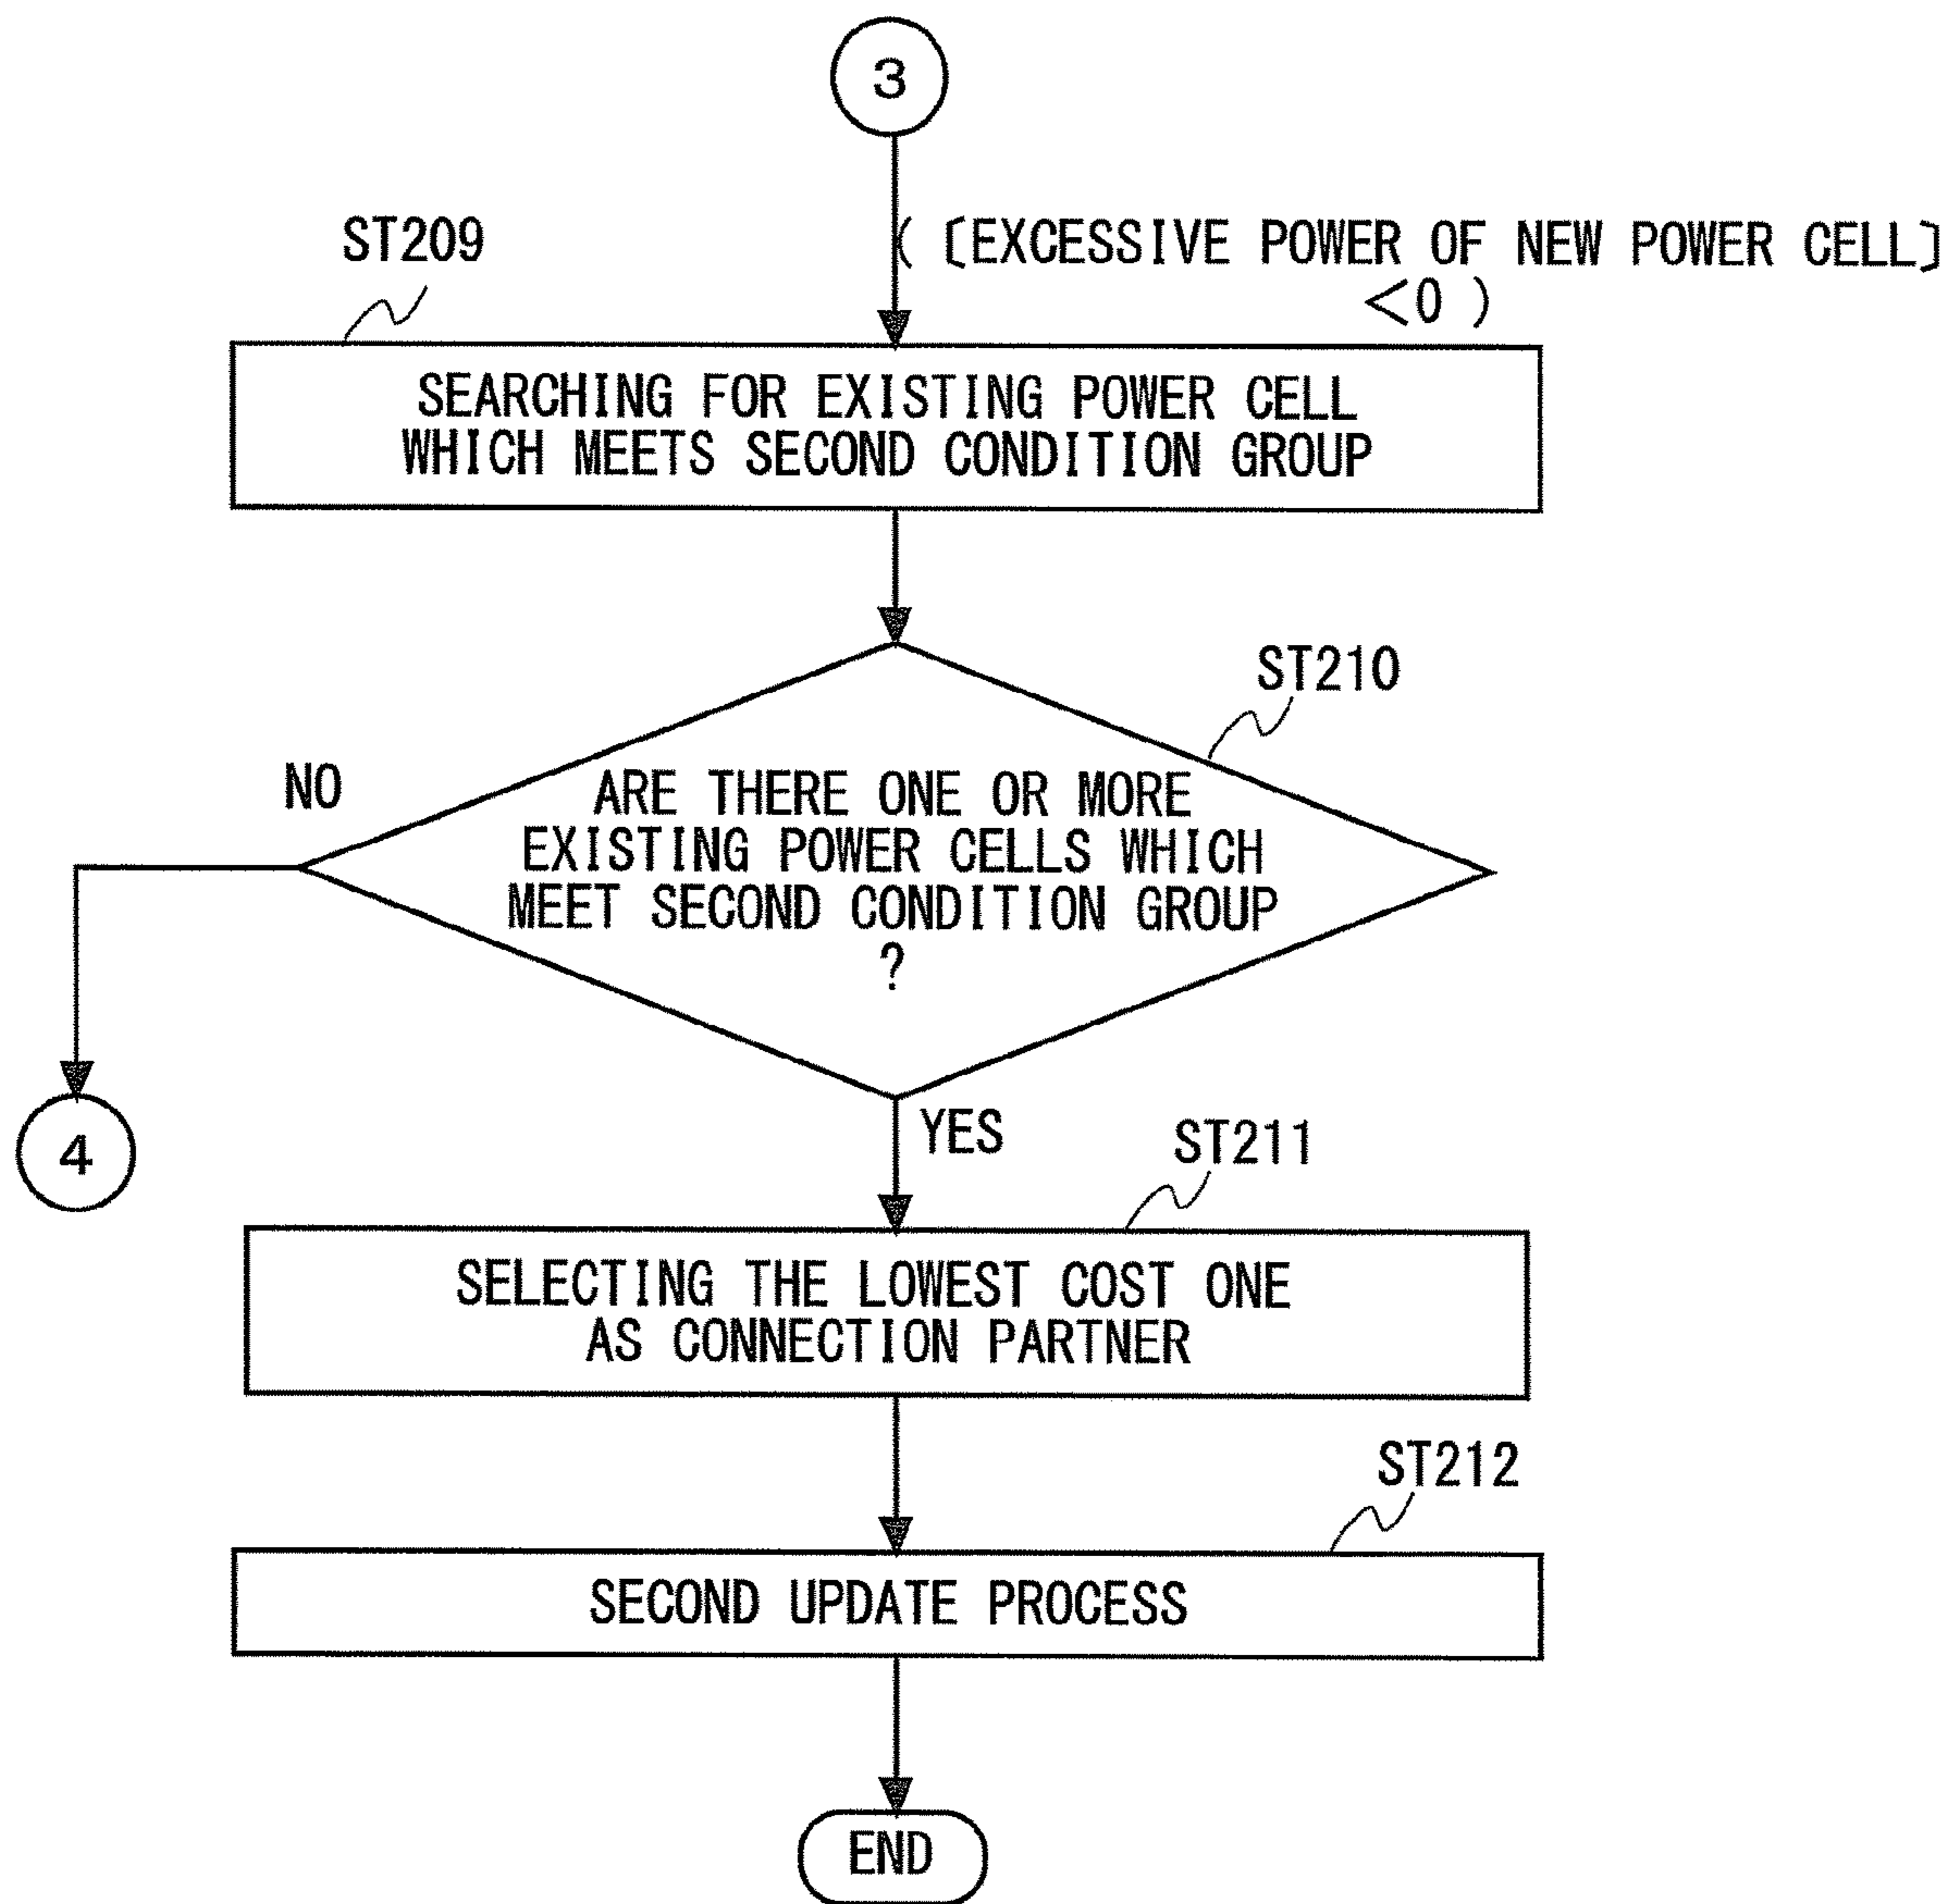 3
( 〔EXCESSIVE POWER OF NEW POWER CELL〕
<0 )
ST209
SEARCHING FOR EXISTING POWER CELL
WHICH MEETS SECOND CONDITION GROUP
ST210
NO
ARE THERE ONE OR MORE
EXISTING POWER CELLS WHICH
MEET SECOND CONDITION GROUP
?
4
YES
ST211
SELECTING THE LOWEST COST ONE
AS CONNECTION PARTNER
ST212
SECOND UPDATE PROCESS
END